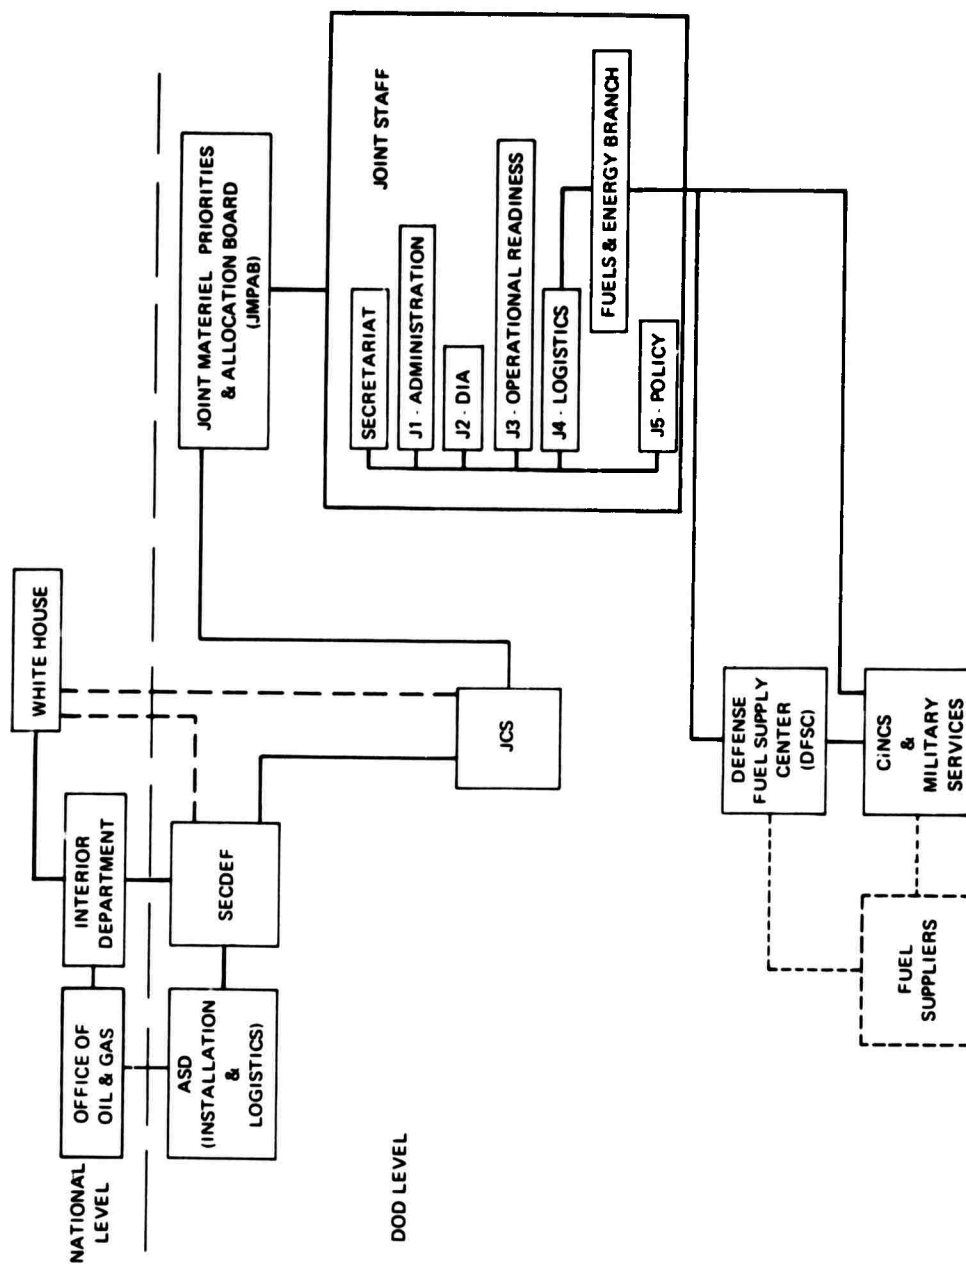 NATIONAL
LEVEL
OFFICE OF
OIL & GAS
INTERIOR
DEPARTMENT
WHITE HOUSE
ASD
(INSTALLATION
&
LOGISTICS)
SECDEF
JOINT MATERIEL PRIORITIES
& ALLOCATION BOARD
(JMPAB)
DOD LEVEL
JCS
JOINT STAFF
SECRETARIAT
J1 - ADMINISTRATION
J2 - DIA
J3 - OPERATIONAL READINESS
J4 - LOGISTICS
FUELS & ENERGY BRANCH
J5 - POLICY
DEFENSE
FUEL SUPPLY
CENTER
(DFSC)
CiNCS
&
MILITARY
SERVICES
FUEL
SUPPLIERS